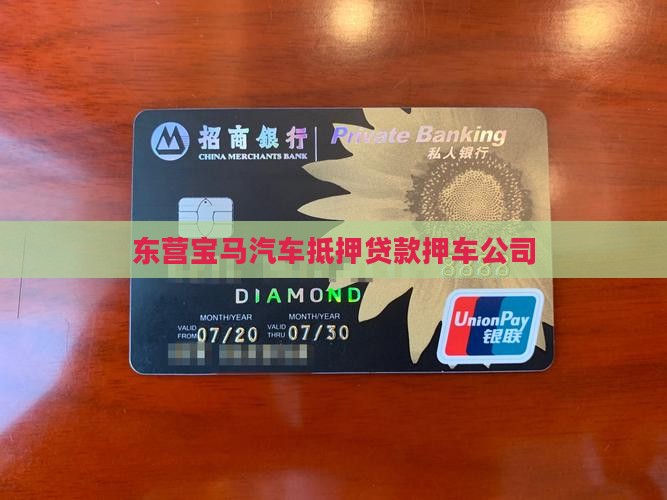 招商銀行
CHINA MERCHANTS BANK
Private Banking
私人银行
东营宝马汽车抵押贷款押车公司
DIAMOND
MONTH/YEAR MONTH/YEAR
VALID FROM 07/20 VALID THRU 07/30
UnionPay
银联